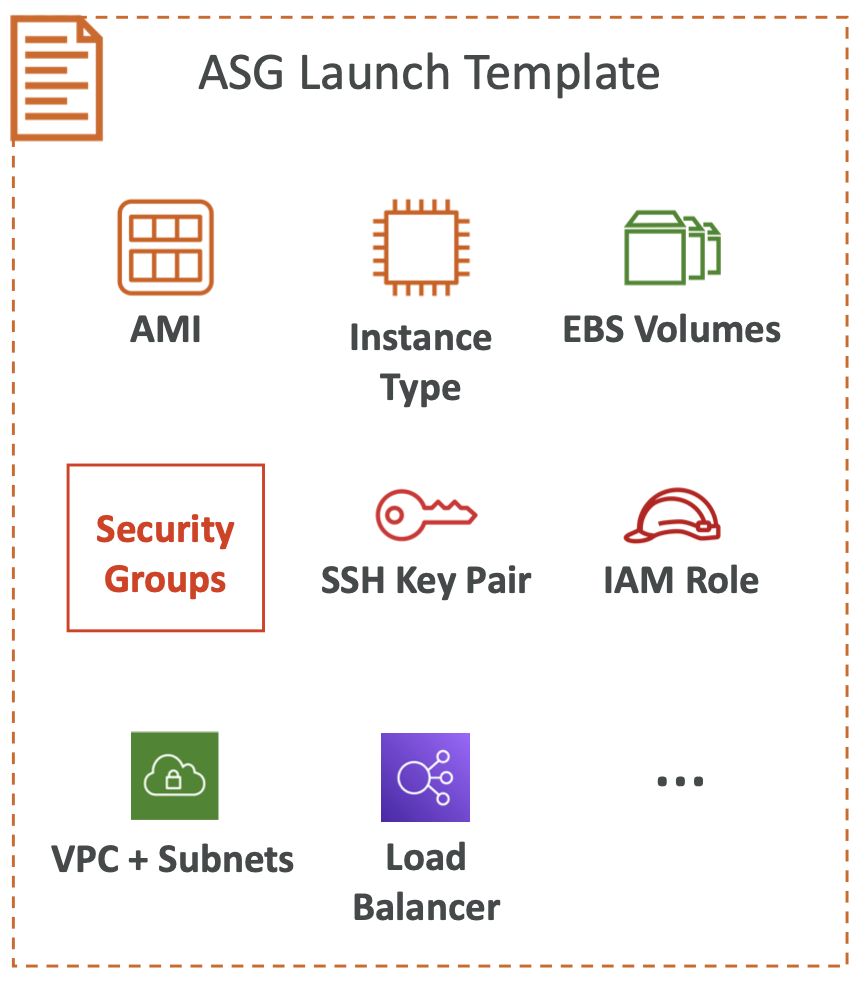 ASG Launch Template
AMI
Instance
Type
EBS Volumes
Security
Groups
SSH Key Pair
IAM Role
VPC + Subnets
Load
Balancer
...